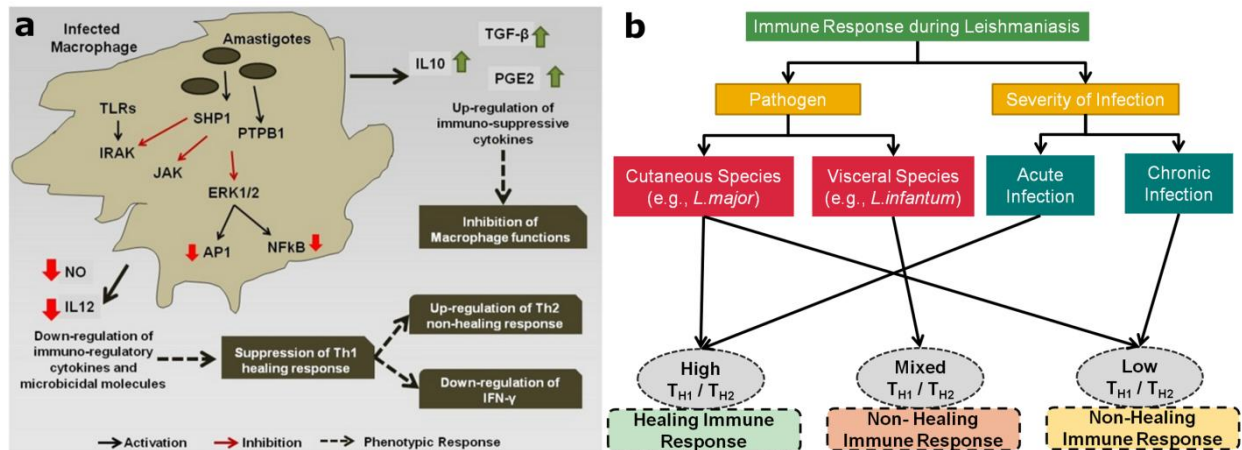 a
Infected
Macrophage
Amastigotes
TLRs
SHP1
PTPB1
IRAK
JAK
ERK1/2
AP1
NFkB
NO
IL12
Down-regulation of
immuno-regulatory
cytokines and
microbicidal molecules
TGF-β
IL10
PGE2
Up-regulation of
immuno-suppressive
cytokines
Inhibition of
Macrophage functions
Suppression of Th1
healing response
Up-regulation of Th2
non-healing response
Down-regulation of
IFN-γ
Activation
Inhibition
Phenotypic Response
b
Immune Response during Leishmaniasis
Pathogen
Severity of Infection
Cutaneous Species
(e.g., L.major)
Visceral Species
(e.g., L.infantum)
Acute
Infection
Chronic
Infection
High
TH1 / TH2
Healing Immune
Response
Mixed
TH1 / TH2
Non- Healing
Immune Response
Low
TH1 / TH2
Non-Healing
Immune Response